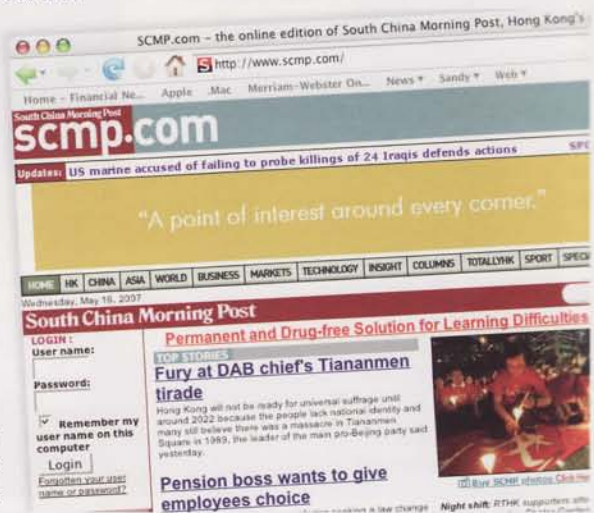 SCMP.com – the online edition of South China Morning Post, Hong Kong's
http://www.scmp.com/
Home – Financial Ne... Apple .Mac Merriam-Webster On... News Sandy Web
South China Morning Post
scmp.com
Updates: US marine accused of failing to probe killings of 24 Iraqis defends actions
"A point of interest around every corner."
HOME HK CHINA ASIA WORLD BUSINESS MARKETS TECHNOLOGY INSIGHT COLUMNS TOTALLYHK SPORT
Wednesday, May 16, 2007
South China Morning Post
LOGIN :
User name:
Password:
Remember my
user name on this
computer
Login
Forgotten your user
name or password?
Permanent and Drug-free Solution for Learning Difficulties
TOP STORIES
Fury at DAB chief's Tiananmen
tirade
Hong Kong will not be ready for universal suffrage until
around 2022 because the people lack national identity and
many still believe there was a massacre in Tiananmen
Square in 1989, the leader of the main pro-Beijing party said
yesterday.
Pension boss wants to give
employees choice
seeking a law change
Buy SCMP photos Click
Night shift: RTHK supporters